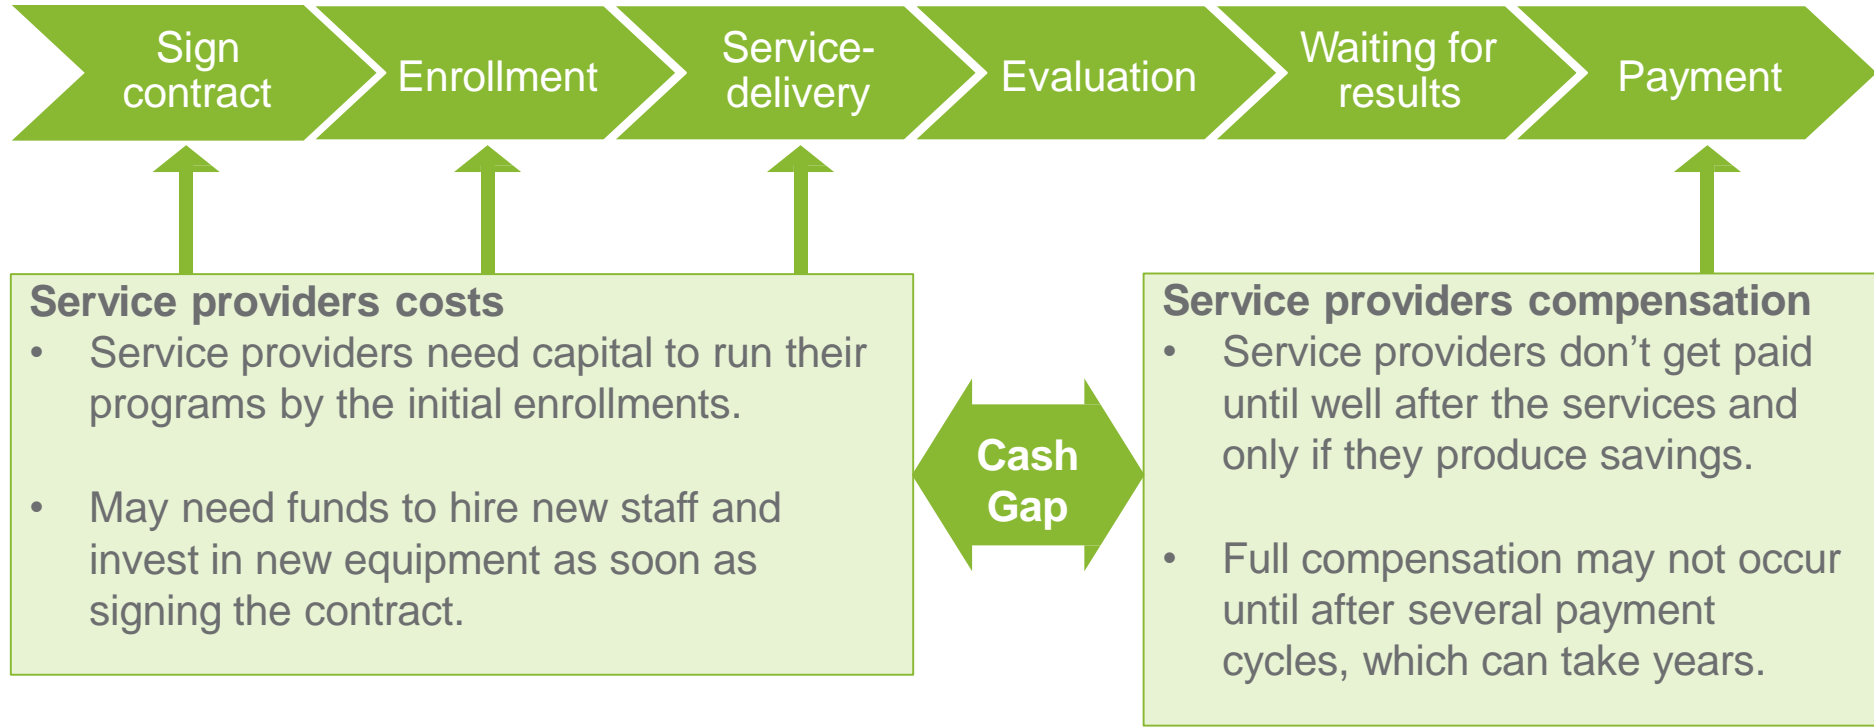 Sign
contract
Enrollment
Service-
delivery
Evaluation
Waiting for
results
Payment
Service providers costs
• Service providers need capital to run their
programs by the initial enrollments.
• May need funds to hire new staff and
invest in new equipment as soon as
signing the contract.
Cash
Gap
Service providers compensation
• Service providers don’t get paid
until well after the services and
only if they produce savings.
• Full compensation may not occur
until after several payment
cycles, which can take years.